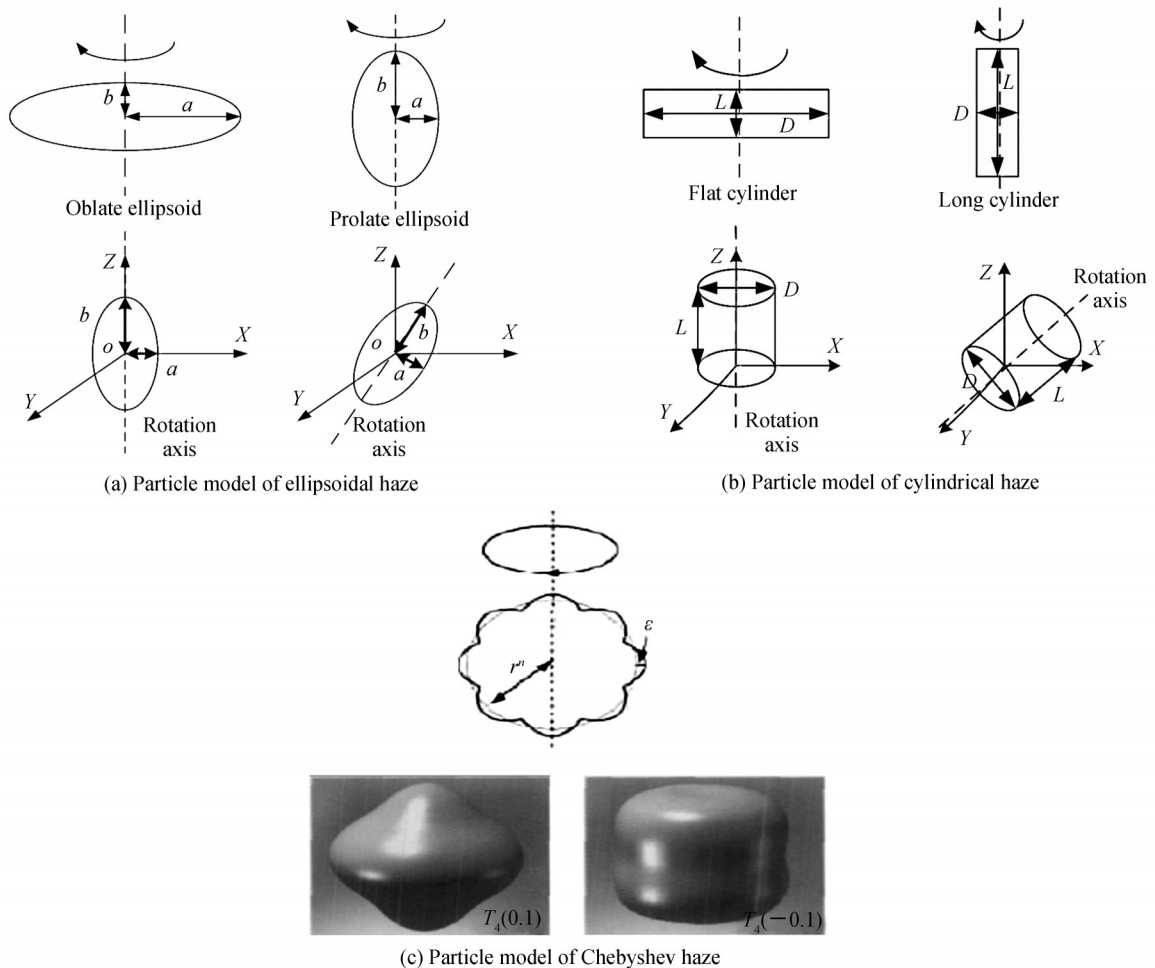 b
a
Oblate ellipsoid
b
a
Prolate ellipsoid
Z
b
o
X
a
Y
Rotation
axis
Z
o
b
X
a
Y
Rotation
axis
(a) Particle model of ellipsoidal haze
L
D
Flat cylinder
L
D
Long cylinder
Z
D
L
X
Y
Rotation
axis
Z
Rotation
axis
X
D
L
Y
(b) Particle model of cylindrical haze
ε
rⁿ
T₄(0.1)
T₄(−0.1)
(c) Particle model of Chebyshev haze